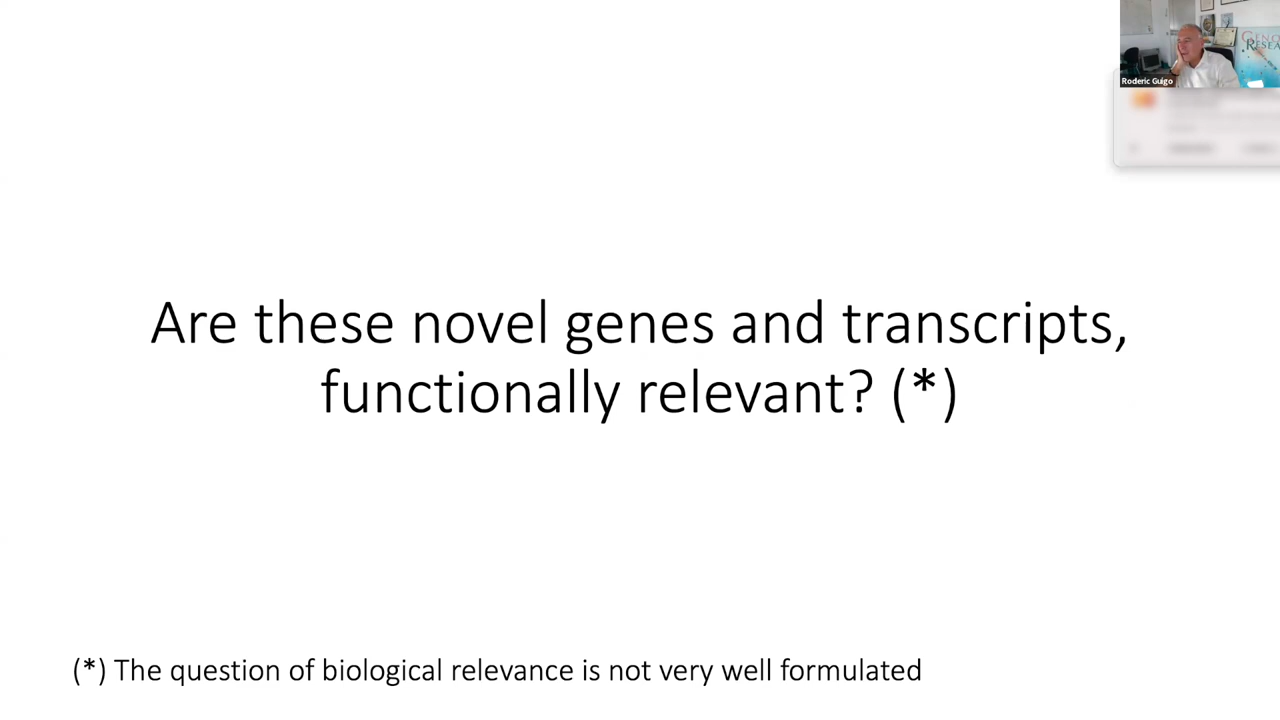 Roderic Guigo
Are these novel genes and transcripts,
functionally relevant? (*)
(*) The question of biological relevance is not very well formulated